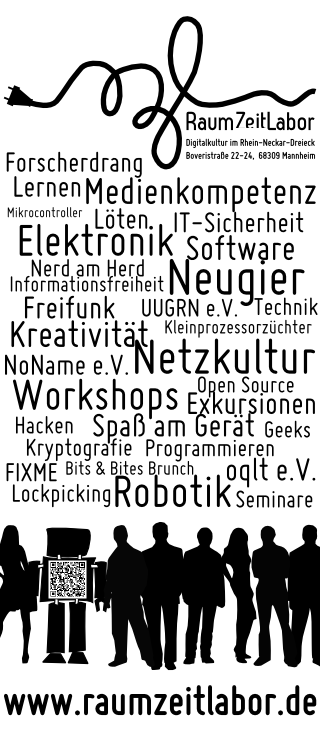 RaumZeitLabor
Digitalkultur im Rhein-Neckar-Dreieck
Boveristraße 22-24, 68309 Mannheim
Forscherdrang
Lernen Medienkompetenz
Mikrocontroller Löten IT-Sicherheit
Elektronik Software
Nerd am Herd Neugier
Informationsfreiheit
Freifunk UUGRN e.V. Technik
Kreativität Kleinprozessorzüchter
NoName e.V. Netzkultur
Workshops Open Source
Exkursionen
Hacken Spaß am Gerät Geeks
Kryptografie Programmieren
FIXME Bits & Bites Brunch oqlt e.V.
Lockpicking Robotik Seminare
www.raumzeitlabor.de